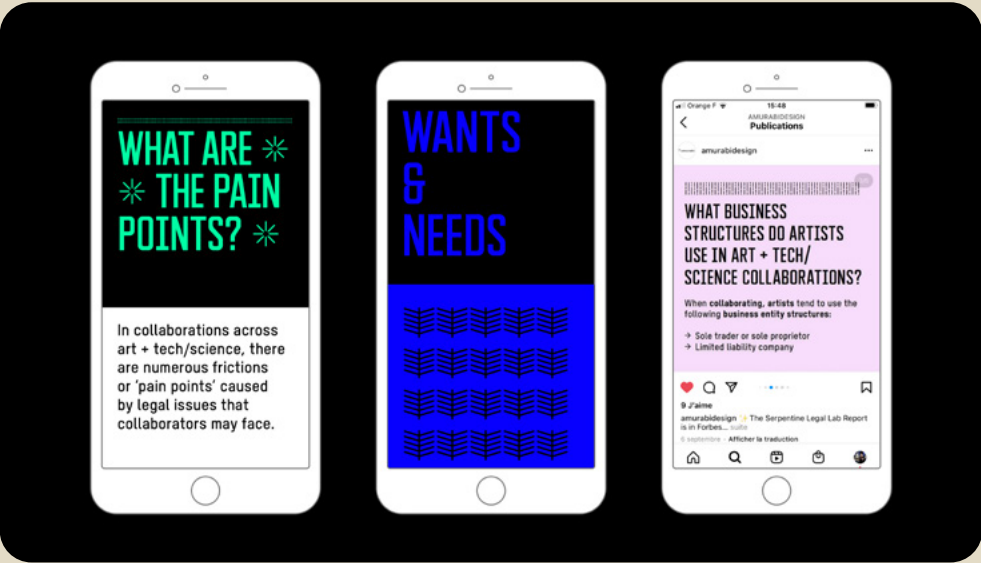 WHAT ARE
THE PAIN
POINTS?
In collaborations across
art + tech/science, there
are numerous frictions
or ‘pain points’ caused
by legal issues that
collaborators may face.
WANTS
&
NEEDS
Orange F
15:48
AMURABIDESIGN
Publications
amurabidesign
WHAT BUSINESS
STRUCTURES DO ARTISTS
USE IN ART + TECH/
SCIENCE COLLABORATIONS?
When collaborating, artists tend to use the
following business entity structures:
→ Sole trader or sole proprietor
→ Limited liability company
9 J’aime
amurabidesign ✨ The Serpentine Legal Lab Report
is in Forbes... suite
6 septembre · Afficher la traduction